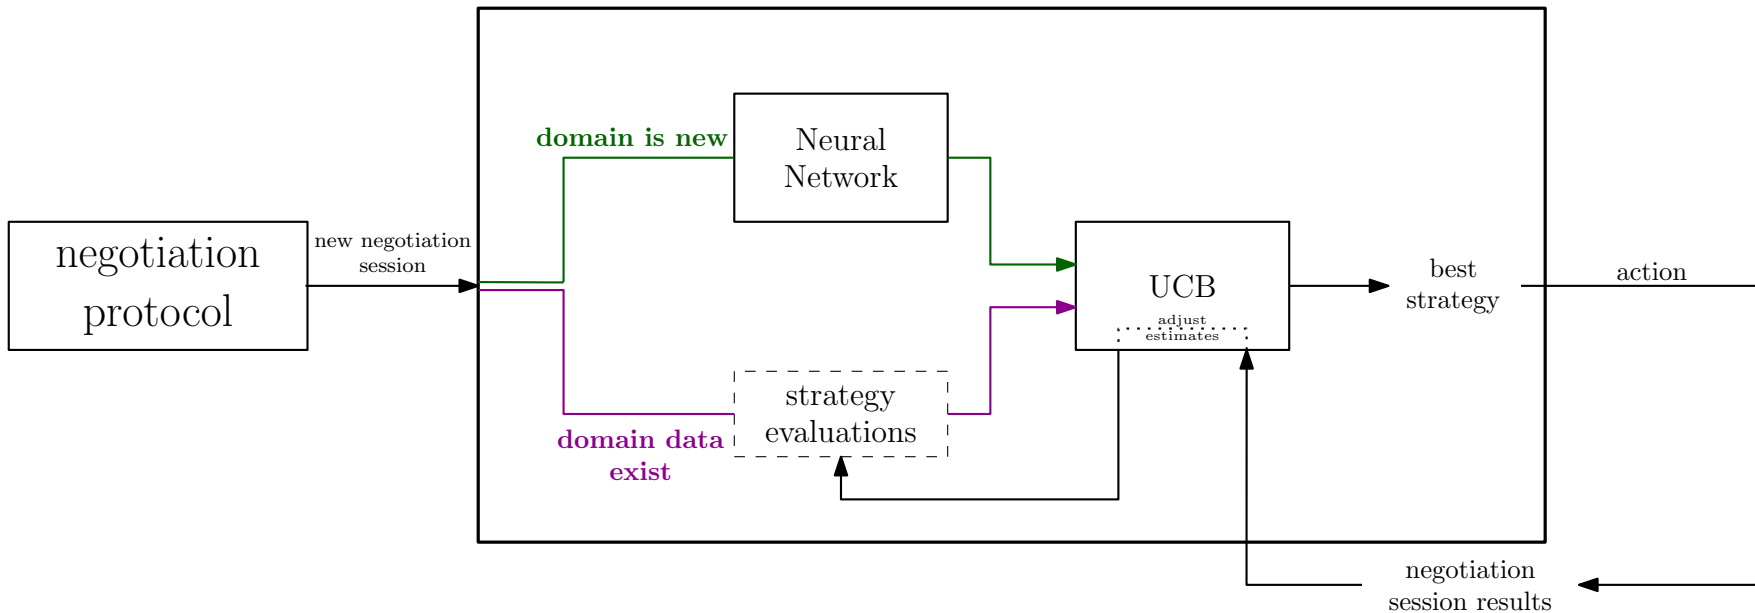 negotiation
protocol
new negotiation
session
domain is new
Neural
Network
domain data
exist
strategy
evaluations
UCB
adjust
estimates
best
strategy
action
negotiation
session results